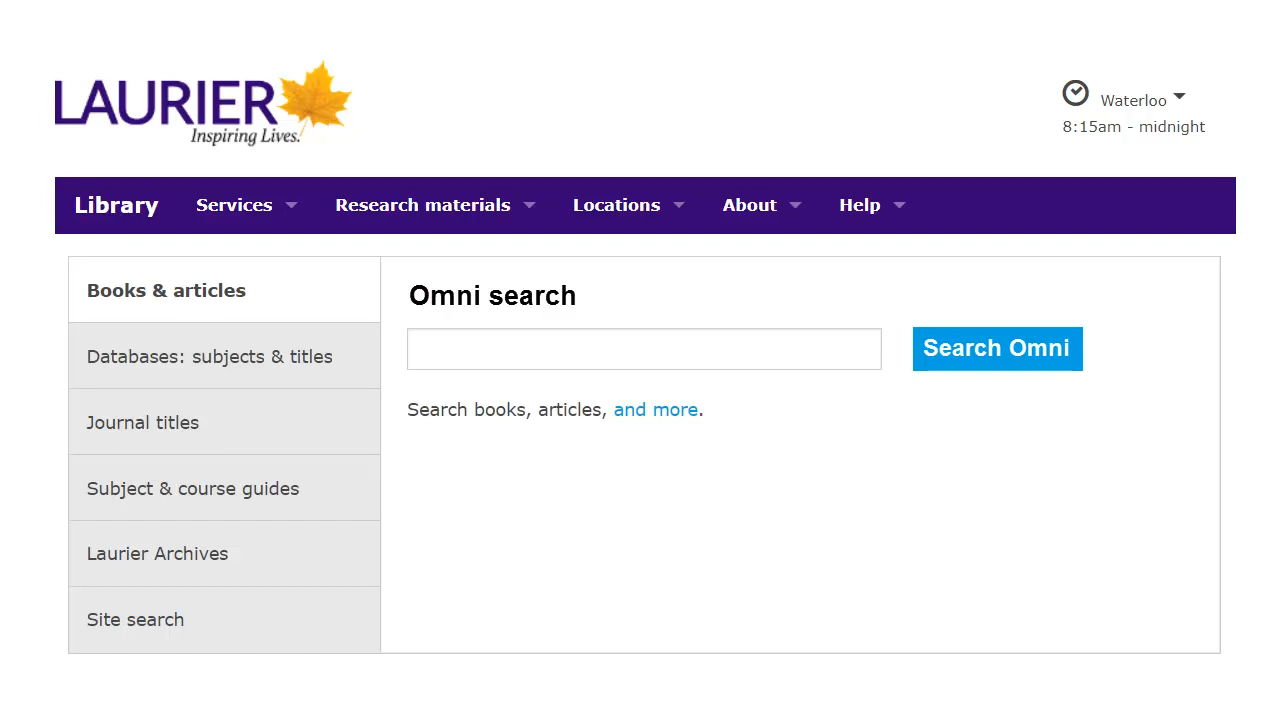 LAURIER
Inspiring Lives.
Waterloo
8:15am - midnight
Library Services Research materials Locations About Help
Books & articles
Databases: subjects & titles
Journal titles
Subject & course guides
Laurier Archives
Site search
Omni search
Search Omni
Search books, articles, and more.